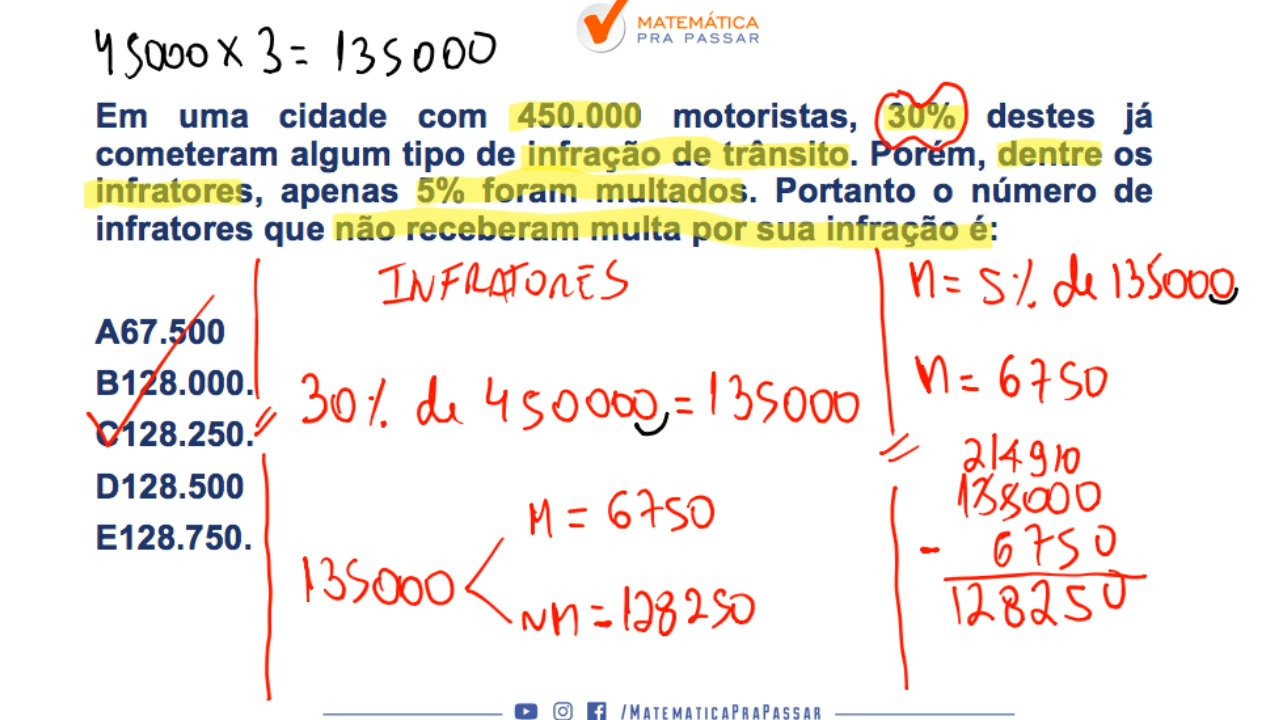 45000 x 3 = 135000
MATEMÁTICA
PRA PASSAR
Em uma cidade com 450.000 motoristas, 30% destes já
cometeram algum tipo de infração de trânsito. Porém, dentre os
infratores, apenas 5% foram multados. Portanto o número de
infratores que não receberam multa por sua infração é:
A67.500
B128.000.
C128.250.
D128.500
E128.750.
INFRATORES
30% de 450000 = 135000
135000
M = 6750
NM = 128250
M = 5% de 135000
M = 6750
214910
135000
- 6750
128250
/MATEMATICAPRAPASSAR